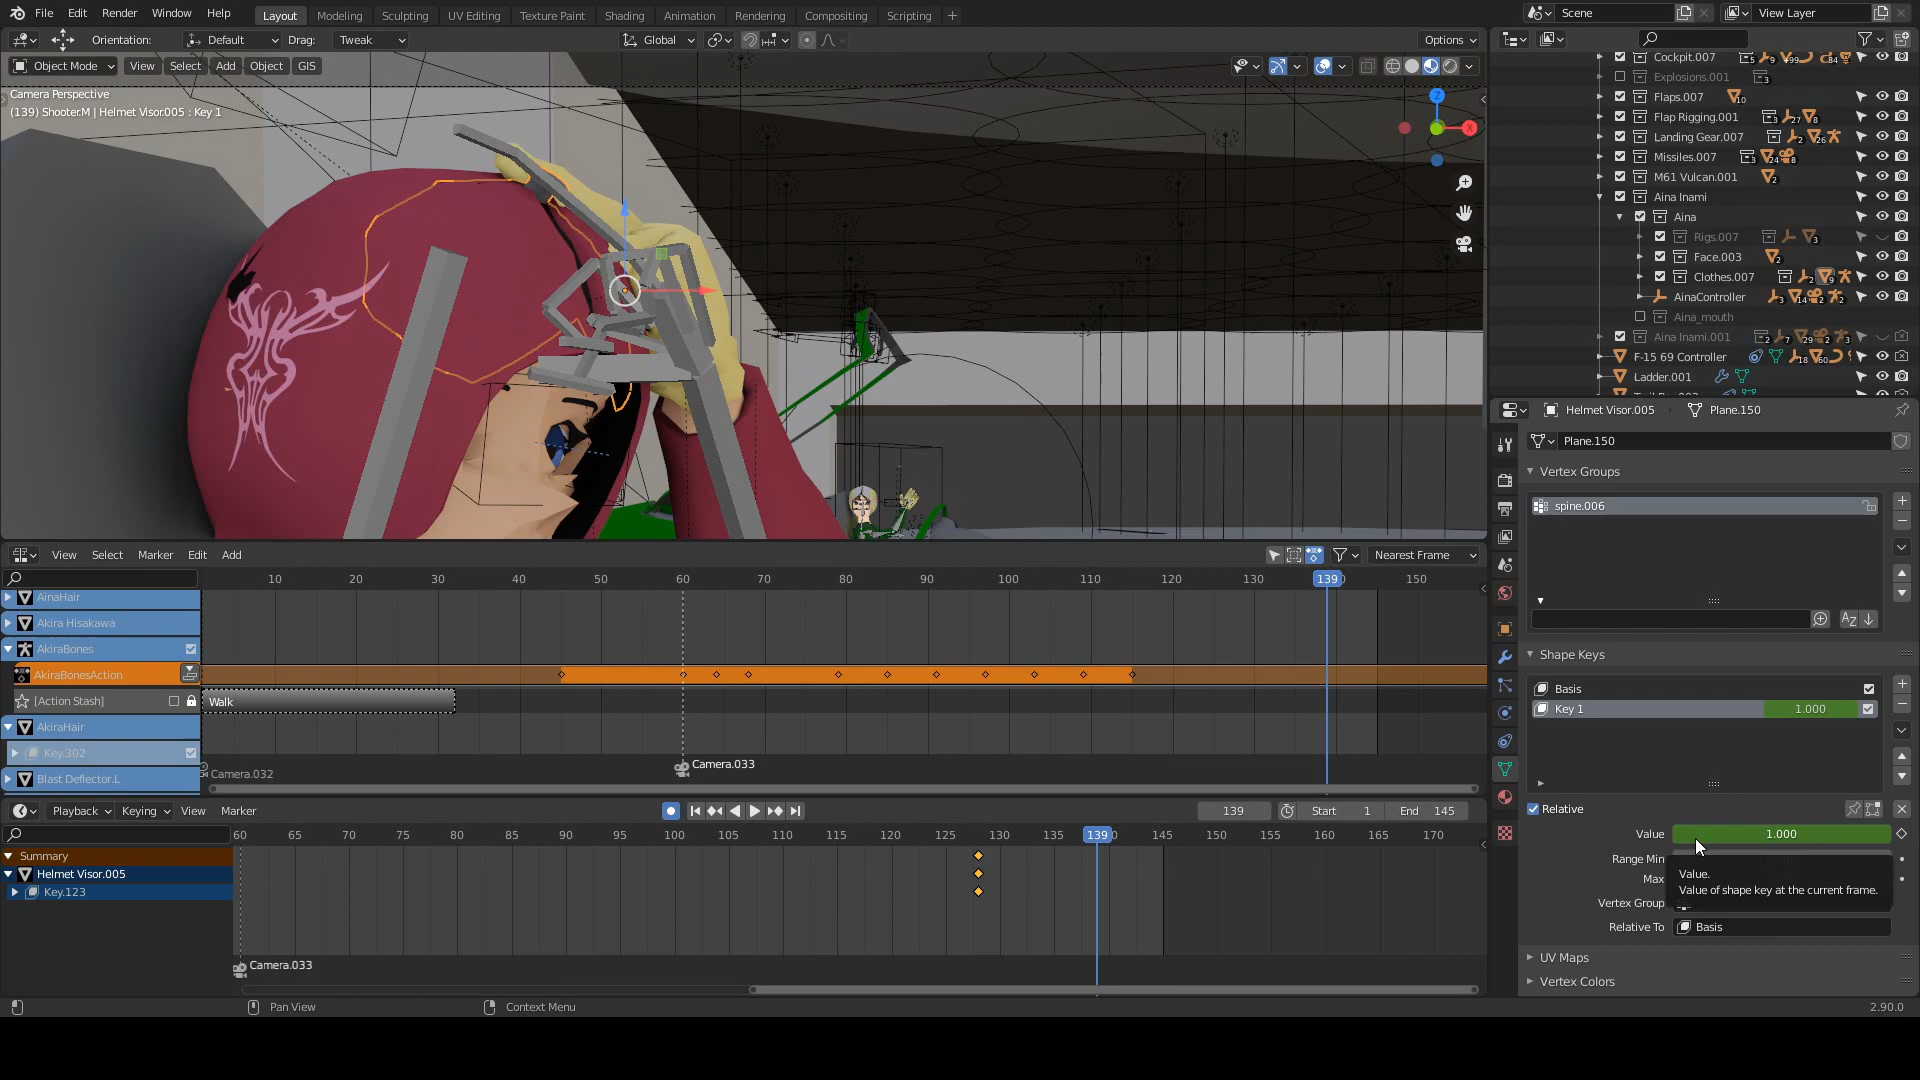 File Edit Render Window Help Layout Modeling Sculpting UV Editing Texture Paint Shading Animation Rendering Compositing Scripting + Scene View Layer
Orientation: Default Drag: Tweak Global Options
Object Mode View Select Add Object GIS
Camera Perspective
(139) Shooter.M | Helmet Visor.005 : Key 1
Z
X
Cockpit.007
Explosions.001
Flaps.007
Flap Rigging.001
Landing Gear.007
Missiles.007
M61 Vulcan.001
Aina Inami
Aina
Rigs.007
Face.003
Clothes.007
AinaController
Aina_mouth
Aina Inami.001
F-15 69 Controller
Ladder.001
Helmet Visor.005 Plane.150
Plane.150
Vertex Groups
spine.006
Shape Keys
Basis
Key 1 1.000
Relative
Value 1.000
Range Min
Max
Value.
Value of shape key at the current frame.
Vertex Group
Relative To Basis
UV Maps
Vertex Colors
View Select Marker Edit Add Nearest Frame
10 20 30 40 50 60 70 80 90 100 110 120 130 139 150
AinaHair
Akira Hisakawa
AkiraBones
AkiraBonesAction
[Action Stash] Walk
AkiraHair
Key.302
Blast Deflector.L
Camera.032 Camera.033
Playback Keying View Marker 139 Start 1 End 145
60 65 70 75 80 85 90 95 100 105 110 115 120 125 130 135 139 145 150 155 160 165 170
Summary
Helmet Visor.005
Key.123
Camera.033
Pan View Context Menu 2.90.0